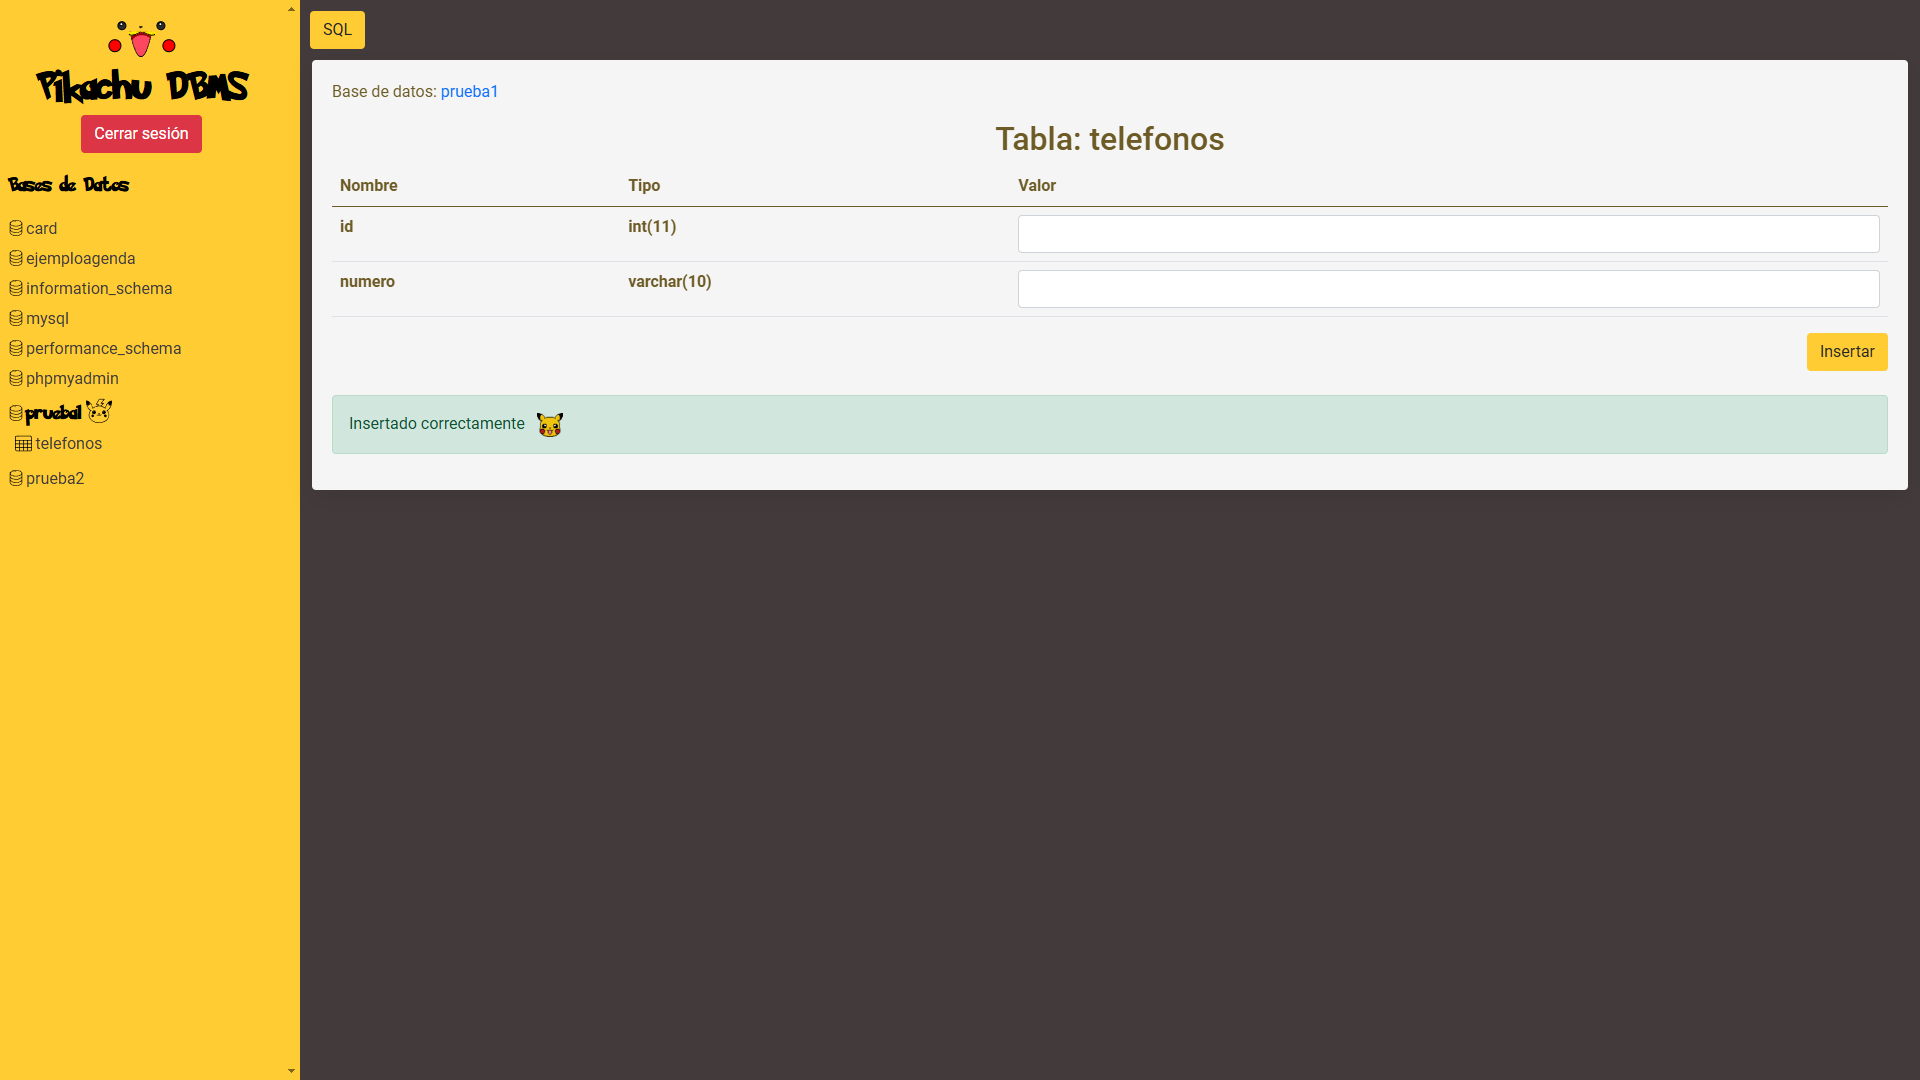 Pikachu DBMS
Cerrar sesión
Bases de Datos
card
ejemploagenda
information_schema
mysql
performance_schema
phpmyadmin
prueba1
telefonos
prueba2
SQL
Base de datos: prueba1
Tabla: telefonos
Nombre Tipo Valor
id int(11)
numero varchar(10)
Insertar
Insertado correctamente